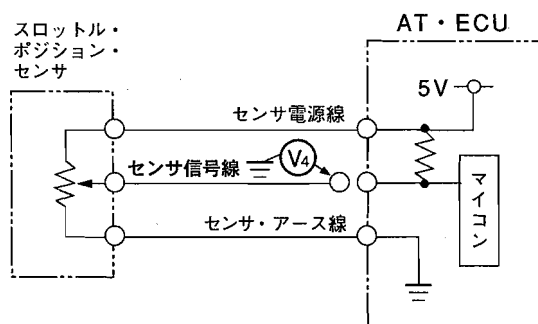 スロットル・
ポジション・
センサ
AT・ECU
5V
センサ電源線
センサ信号線
V4
マイコン
センサ・アース線